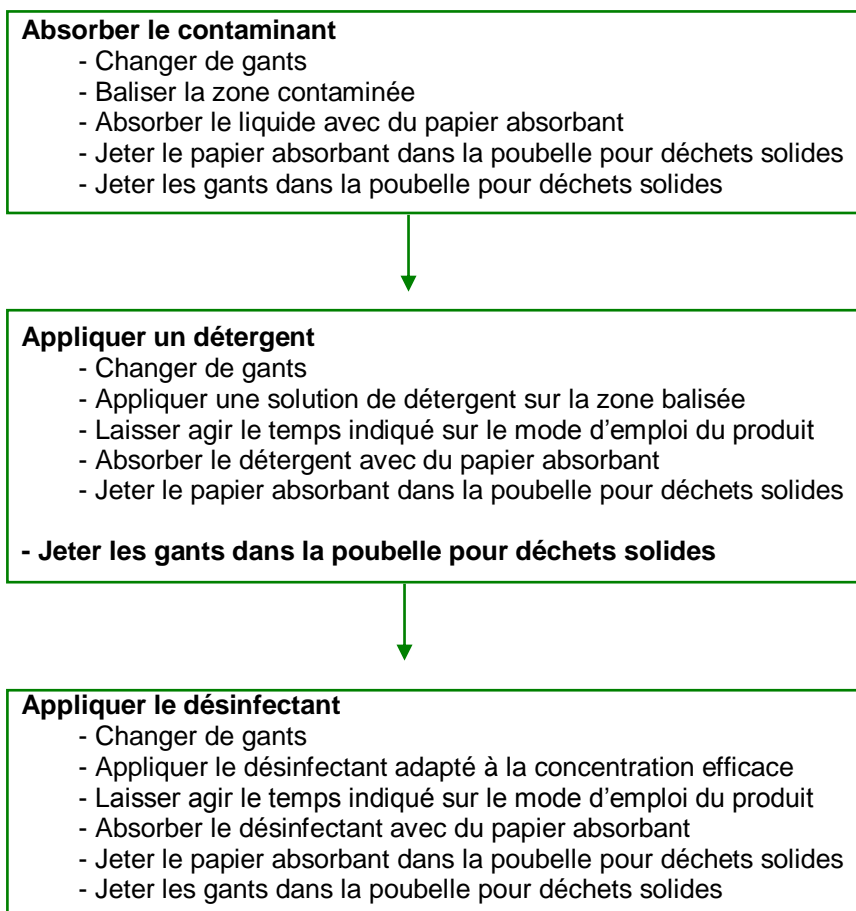 Absorber le contaminant
- Changer de gants
- Baliser la zone contaminée
- Absorber le liquide avec du papier absorbant
- Jeter le papier absorbant dans la poubelle pour déchets solides
- Jeter les gants dans la poubelle pour déchets solides
Appliquer un détergent
- Changer de gants
- Appliquer une solution de détergent sur la zone balisée
- Laisser agir le temps indiqué sur le mode d'emploi du produit
- Absorber le détergent avec du papier absorbant
- Jeter le papier absorbant dans la poubelle pour déchets solides
- Jeter les gants dans la poubelle pour déchets solides
Appliquer le désinfectant
- Changer de gants
- Appliquer le désinfectant adapté à la concentration efficace
- Laisser agir le temps indiqué sur le mode d'emploi du produit
- Absorber le désinfectant avec du papier absorbant
- Jeter le papier absorbant dans la poubelle pour déchets solides
- Jeter les gants dans la poubelle pour déchets solides